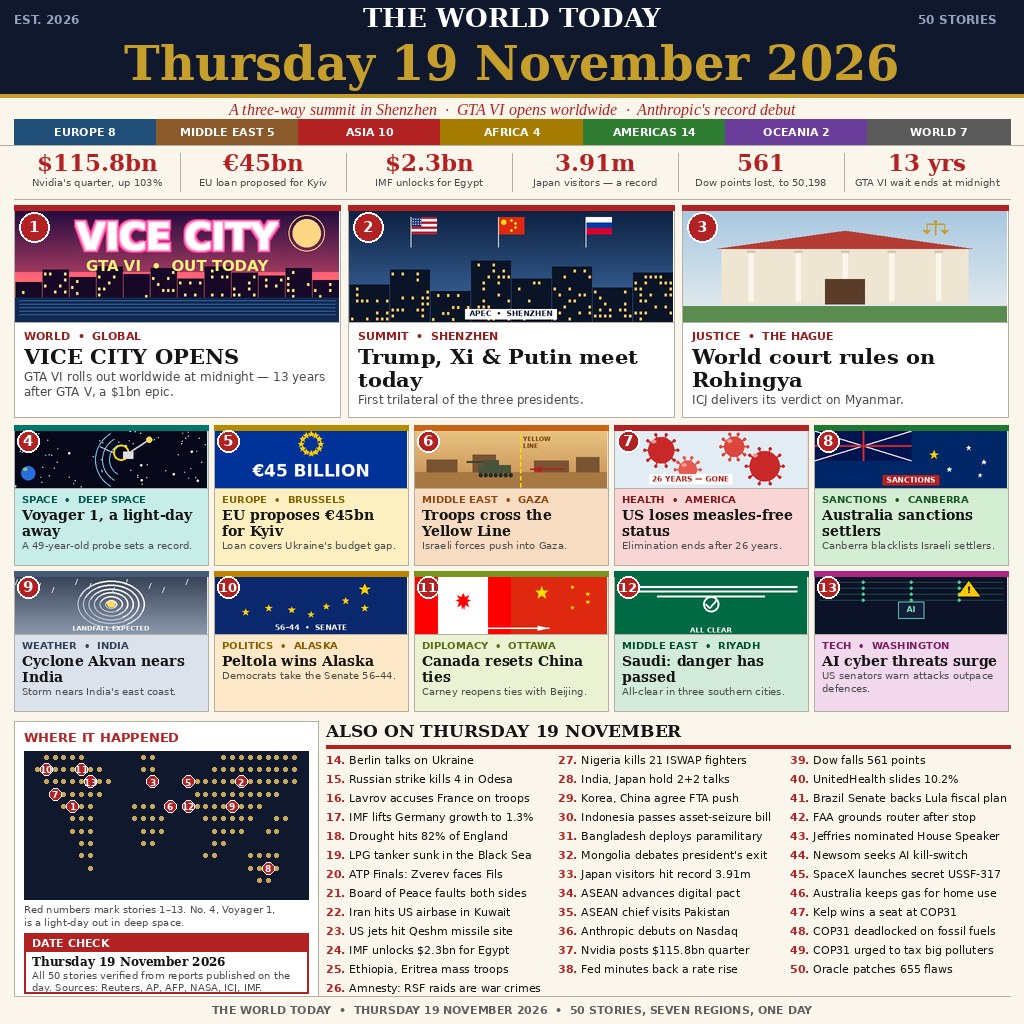 EST. 2026
THE WORLD TODAY
50 STORIES
Thursday 19 November 2026
A three-way summit in Shenzhen · GTA VI opens worldwide · Anthropic's record debut
EUROPE 8
MIDDLE EAST 5
ASIA 10
AFRICA 4
AMERICAS 14
OCEANIA 2
WORLD 7
$115.8bn
Nvidia's quarter, up 103%
€45bn
EU loan proposed for Kyiv
$2.3bn
IMF unlocks for Egypt
3.91m
Japan visitors — a record
561
Dow points lost, to 50,198
13 yrs
GTA VI wait ends at midnight
1
VICE CITY
GTA VI • OUT TODAY
WORLD • GLOBAL
VICE CITY OPENS
GTA VI rolls out worldwide at midnight — 13 years
after GTA V, a $1bn epic.
2
APEC • SHENZHEN
SUMMIT • SHENZHEN
Trump, Xi & Putin meet
today
First trilateral of the three presidents.
3
JUSTICE • THE HAGUE
World court rules on
Rohingya
ICJ delivers its verdict on Myanmar.
4
SPACE • DEEP SPACE
Voyager 1, a light-day
away
A 49-year-old probe sets a record.
5
€45 BILLION
EUROPE • BRUSSELS
EU proposes €45bn
for Kyiv
Loan covers Ukraine's budget gap.
6
YELLOW
LINE
MIDDLE EAST • GAZA
Troops cross the
Yellow Line
Israeli forces push into Gaza.
7
26 YEARS — GONE
HEALTH • AMERICA
US loses measles-free
status
Elimination ends after 26 years.
8
SANCTIONS
SANCTIONS • CANBERRA
Australia sanctions
settlers
Canberra blacklists Israeli settlers.
9
LANDFALL EXPECTED
WEATHER • INDIA
Cyclone Akvan nears
India
Storm nears India's east coast.
10
56–44 • SENATE
POLITICS • ALASKA
Peltola wins Alaska
Democrats take the Senate 56–44.
11
DIPLOMACY • OTTAWA
Canada resets China
ties
Carney reopens ties with Beijing.
12
ALL CLEAR
MIDDLE EAST • RIYADH
Saudi: danger has
passed
All-clear in three southern cities.
13
AI
!
TECH • WASHINGTON
AI cyber threats surge
US senators warn attacks outpace
defences.
WHERE IT HAPPENED
10
11
13
3
5
2
7
1
6
12
9
8
Red numbers mark stories 1–13. No. 4, Voyager 1,
is a light-day out in deep space.
DATE CHECK
Thursday 19 November 2026
All 50 stories verified from reports published on the
day. Sources: Reuters, AP, AFP, NASA, ICJ, IMF.
ALSO ON THURSDAY 19 NOVEMBER
14. Berlin talks on Ukraine
15. Russian strike kills 4 in Odesa
16. Lavrov accuses France on troops
17. IMF lifts Germany growth to 1.3%
18. Drought hits 82% of England
19. LPG tanker sunk in the Black Sea
20. ATP Finals: Zverev faces Fils
21. Board of Peace faults both sides
22. Iran hits US airbase in Kuwait
23. US jets hit Qeshm missile site
24. IMF unlocks $2.3bn for Egypt
25. Ethiopia, Eritrea mass troops
26. Amnesty: RSF raids are war crimes
27. Nigeria kills 21 ISWAP fighters
28. India, Japan hold 2+2 talks
29. Korea, China agree FTA push
30. Indonesia passes asset-seizure bill
31. Bangladesh deploys paramilitary
32. Mongolia debates president's exit
33. Japan visitors hit record 3.91m
34. ASEAN advances digital pact
35. ASEAN chief visits Pakistan
36. Anthropic debuts on Nasdaq
37. Nvidia posts $115.8bn quarter
38. Fed minutes back a rate rise
39. Dow falls 561 points
40. UnitedHealth slides 10.2%
41. Brazil Senate backs Lula fiscal plan
42. FAA grounds router after stop
43. Jeffries nominated House Speaker
44. Newsom seeks AI kill-switch
45. SpaceX launches secret USSF-317
46. Australia keeps gas for home use
47. Kelp wins a seat at COP31
48. COP31 deadlocked on fossil fuels
49. COP31 urged to tax big polluters
50. Oracle patches 655 flaws
THE WORLD TODAY • THURSDAY 19 NOVEMBER 2026 • 50 STORIES, SEVEN REGIONS, ONE DAY